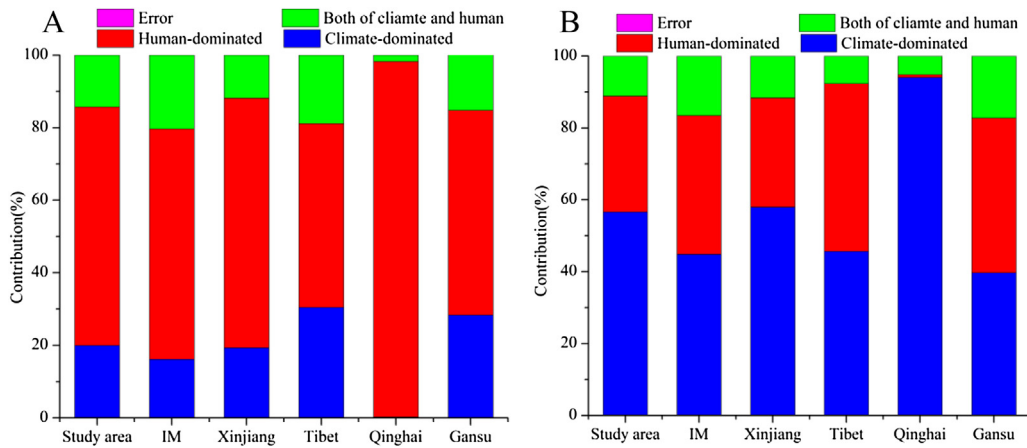 A
Error
Both of cliamte and human
Human-dominated
Climate-dominated
100
80
60
40
20
0
Contribution(%)
Study area IM Xinjiang Tibet Qinghai Gansu
B
Error
Both of cliamte and human
Human-dominated
Climate-dominated
100
80
60
40
20
0
Contribution(%)
Study area IM Xinjiang Tibet Qinghai Gansu